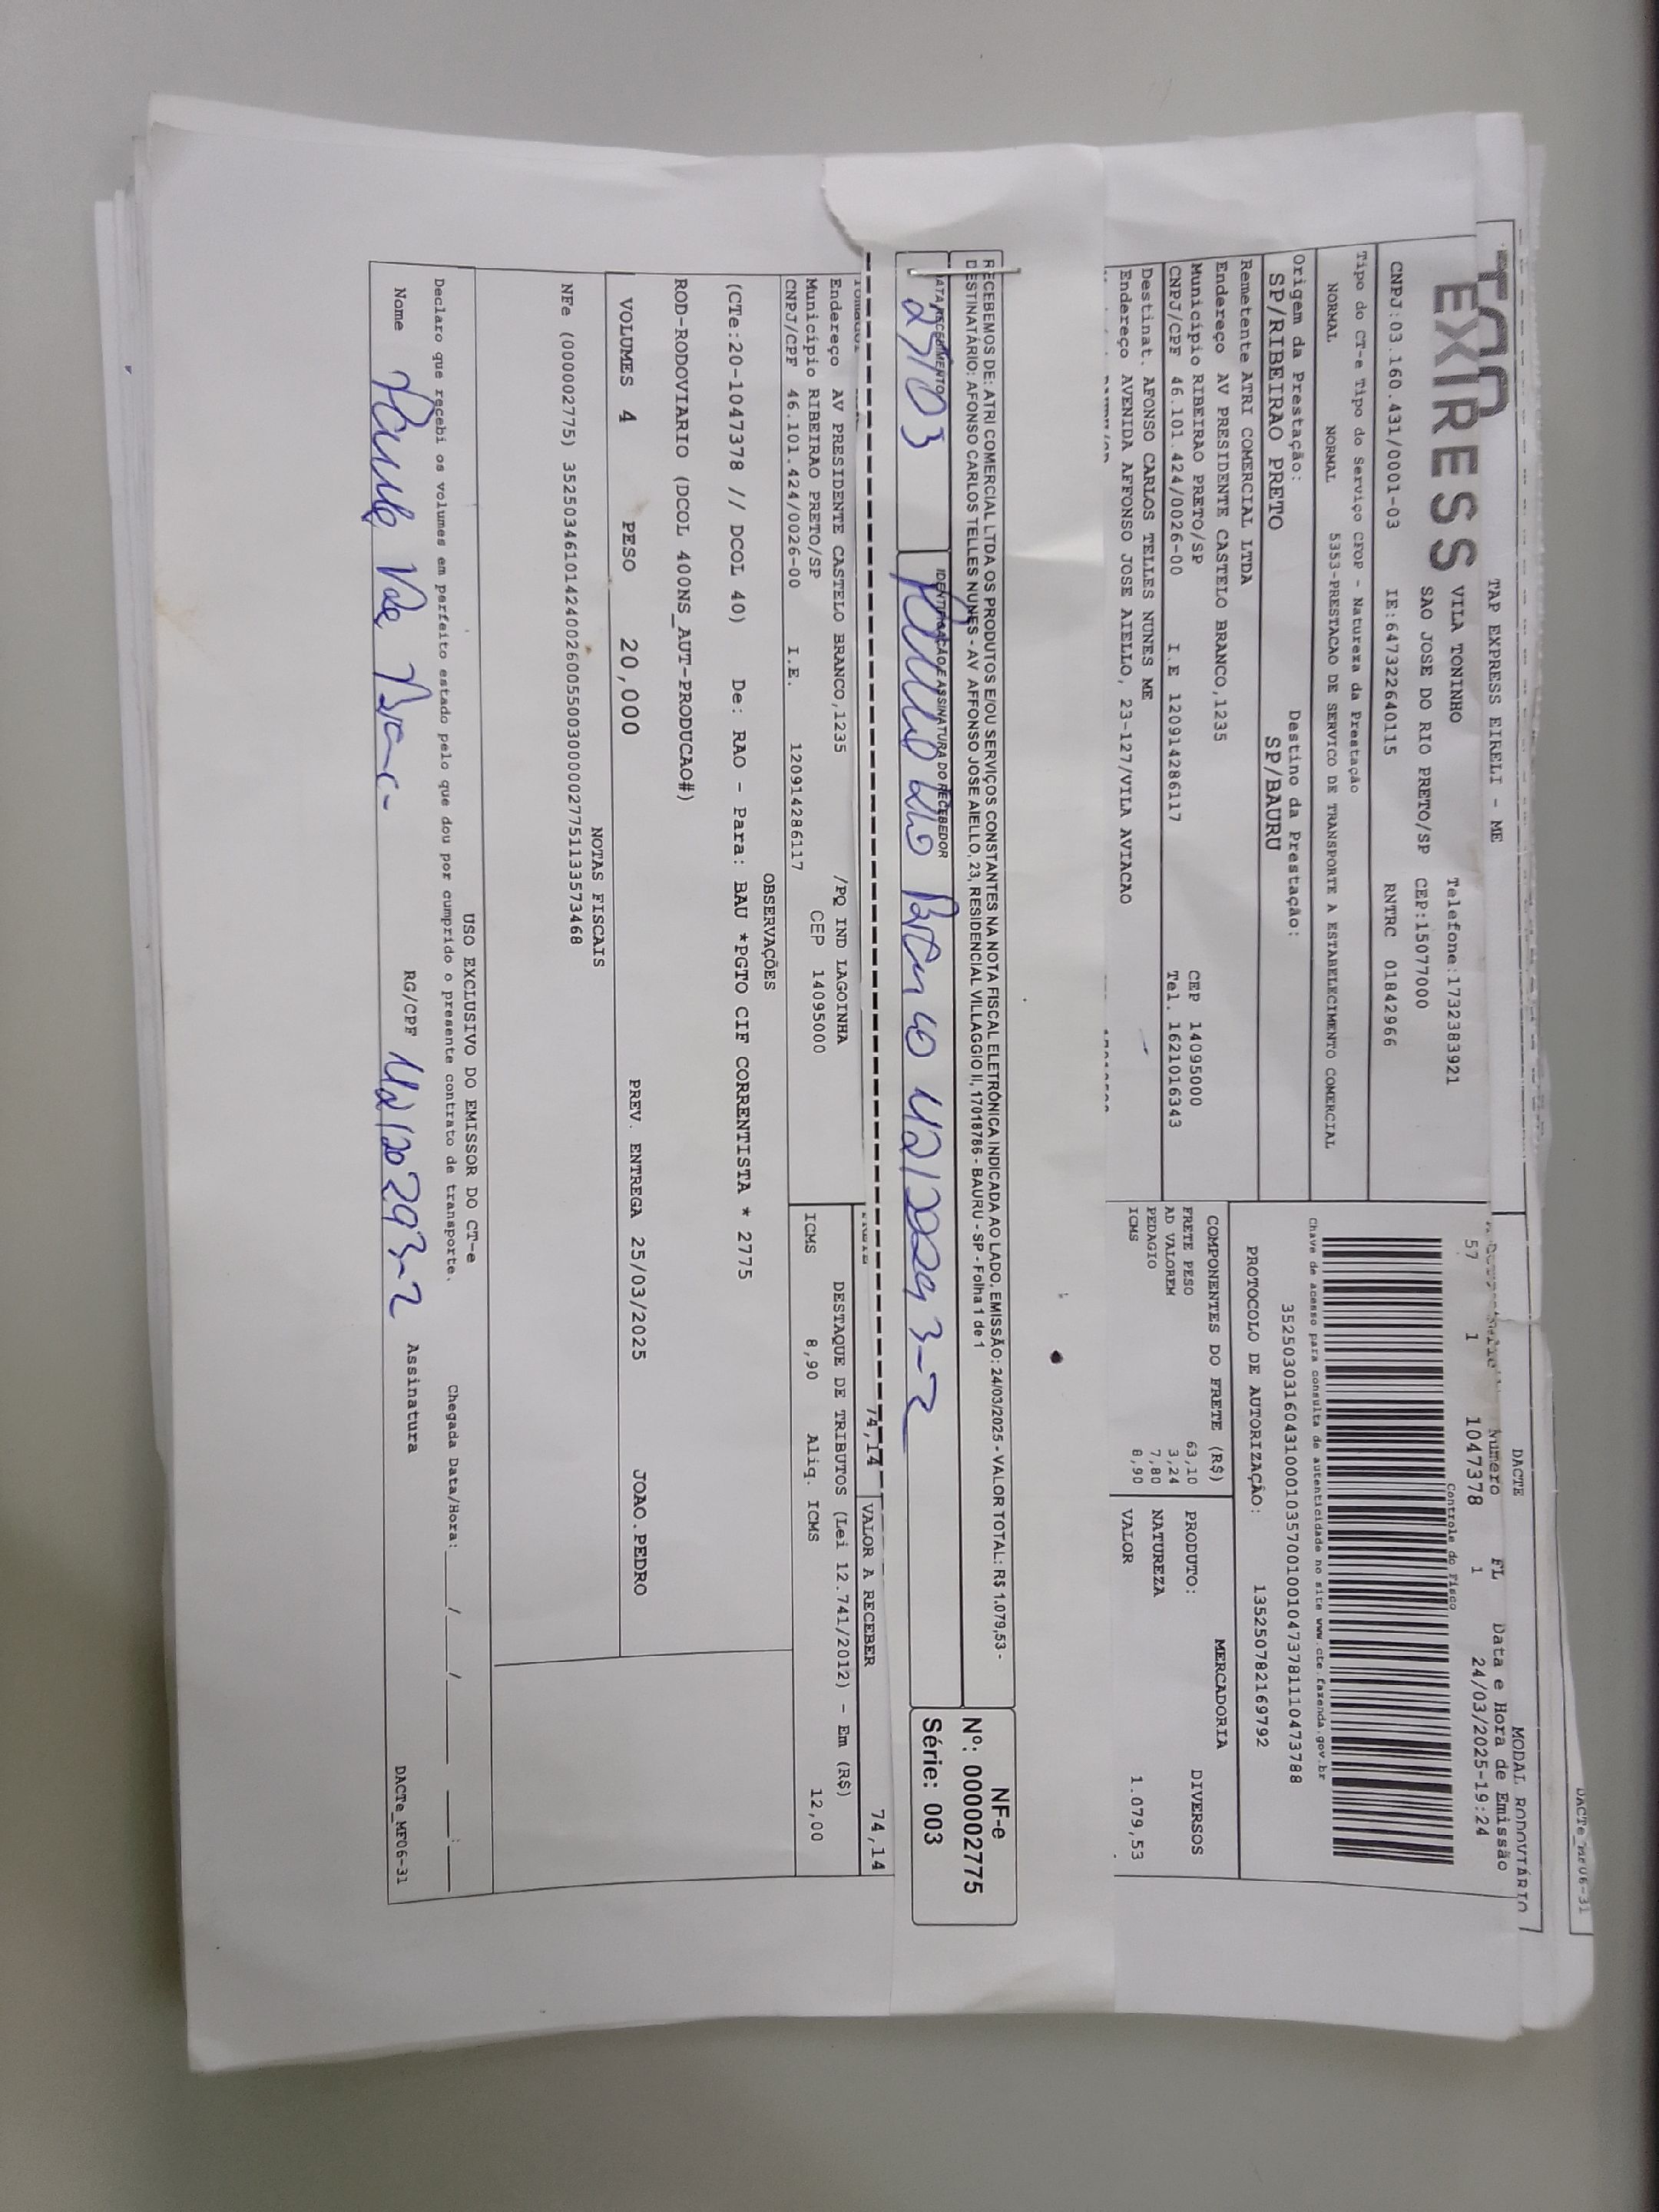 DACTe_MF06-31
TAP EXPRESS EIRELI - ME
EXPRESS
VILA TONINHO Telefone:1732383921
SAO JOSE DO RIO PRETO/SP CEP:15077000
CNPJ:03.160.431/0001-03 IE:647322640115 RNTRC 01842966
DACTE MODAL RODOVIÁRIO
Número FL Data e Hora de Emissão
57 1 1047378 1 24/03/2025-19:24
Controle do Fisco
Chave de acesso para consulta de autenticidade no site www.cte.fazenda.gov.br
35250303160431000103570010010473781110473788
PROTOCOLO DE AUTORIZAÇÃO: 135250782169792
Tipo do CT-e Tipo do Serviço CFOP - Natureza da Prestação
NORMAL NORMAL 5353-PRESTACAO DE SERVICO DE TRANSPORTE A ESTABELECIMENTO COMERCIAL
Origem da Prestação: Destino da Prestação:
SP/RIBEIRAO PRETO SP/BAURU
Remetente ATRI COMERCIAL LTDA
Endereço AV PRESIDENTE CASTELO BRANCO,1235
Município RIBEIRAO PRETO/SP CEP 14095000
CNPJ/CPF 46.101.424/0026-00 I.E 120914286117 Tel. 1621016343
Destinat. AFONSO CARLOS TELLES NUNES ME
Endereço AVENIDA AFFONSO JOSE AIELLO, 23-127/VILA AVIACAO
COMPONENTES DO FRETE (R$) MERCADORIA
FRETE PESO 63,10
AD VALOREM 3,24
PEDAGIO 7,80
ICMS 8,90
PRODUTO: DIVERSOS
NATUREZA
VALOR 1.079,53
RECEBEMOS DE: ATRI COMERCIAL LTDA OS PRODUTOS E/OU SERVIÇOS CONSTANTES NA NOTA FISCAL ELETRÔNICA INDICADA AO LADO. EMISSÃO: 24/03/2025 - VALOR TOTAL: R$ 1.079,53 -
DESTINATÁRIO: AFONSO CARLOS TELLES NUNES - AV AFFONSO JOSE AIELLO, 23, RESIDENCIAL VILLAGGIO II, 17018786 - BAURU - SP - Folha 1 de 1
DATA RECEBIMENTO IDENTIFICAÇÃO E ASSINATURA DO RECEBEDOR
25/03
NF-e
Nº: 000002775
Série: 003
74,14 VALOR A RECEBER 74,14
Endereço AV PRESIDENTE CASTELO BRANCO,1235 /PQ IND LAGOINHA
Município RIBEIRAO PRETO/SP CEP 14095000
CNPJ/CPF 46.101.424/0026-00 I.E. 120914286117
DESTAQUE DE TRIBUTOS (Lei 12.741/2012) - Em (R$)
ICMS 8,90 Aliq. ICMS 12,00
OBSERVAÇÕES
(CTe:20-1047378 // DCOL 40) De: RAO - Para: BAU *PGTO CIF CORRENTISTA * 2775
ROD-RODOVIARIO (DCOL 400NS_AUT-PRODUCAO#)
VOLUMES 4 PESO 20,000 PREV. ENTREGA 25/03/2025 JOAO.PEDRO
NOTAS FISCAIS
NFe (000002775) 35250346101424002600550030000027751133573468
USO EXCLUSIVO DO EMISSOR DO CT-e
Declaro que recebi os volumes em perfeito estado pelo que dou por cumprido o presente contrato de transporte. Chegada Data/Hora:____/____/____ ___:___
Nome RG/CPF Assinatura
DACTe_MF06-31